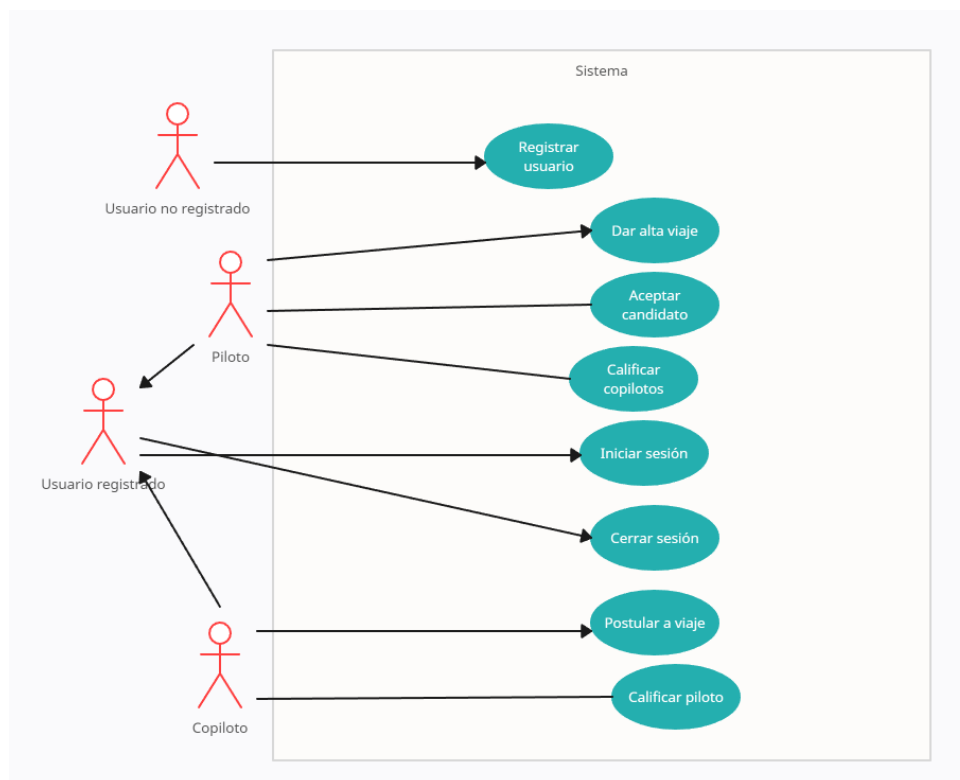 Sistema
Registrar
usuario
Usuario no registrado
Dar alta viaje
Aceptar
candidato
Piloto
Calificar
copilotos
Iniciar sesión
Usuario registrado
Cerrar sesión
Postular a viaje
Calificar piloto
Copiloto